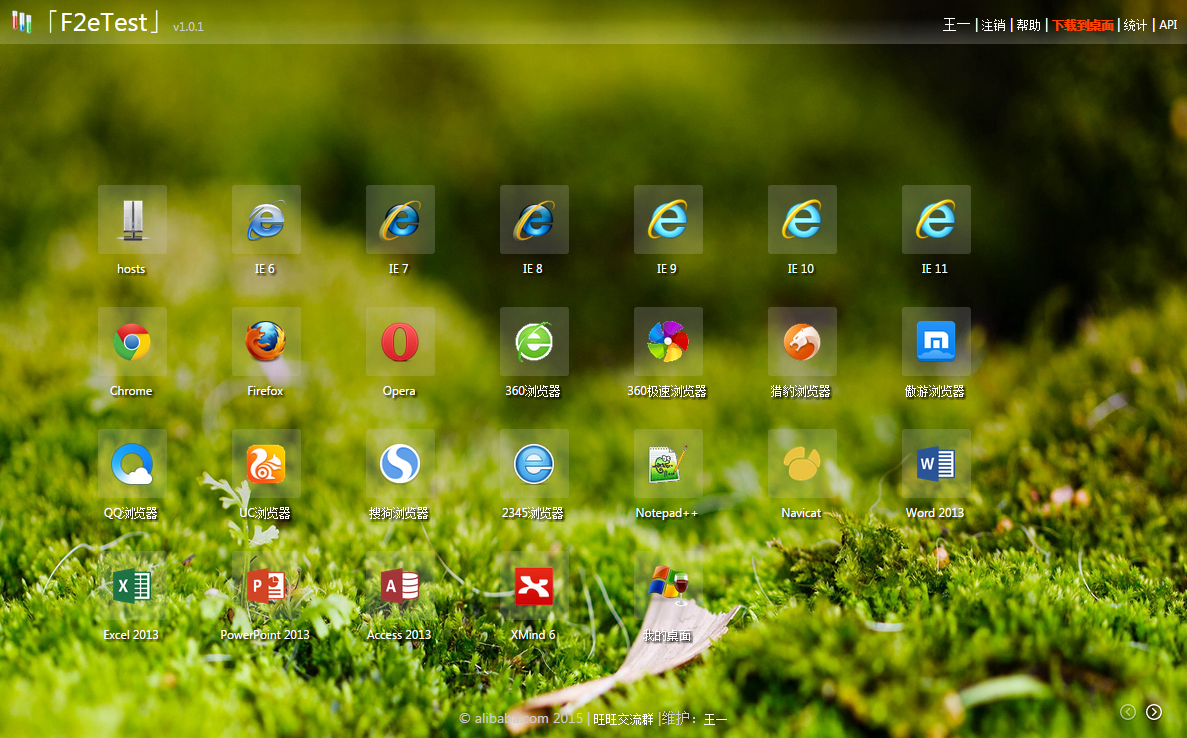 「F2eTest」 v1.0.1
王一 | 注销 | 帮助 | 下载到桌面 | 统计 | API
hosts IE 6 IE 7 IE 8 IE 9 IE 10 IE 11
Chrome Firefox Opera 360浏览器 360极速浏览器 猎豹浏览器 傲游浏览器
QQ浏览器 UC浏览器 搜狗浏览器 2345浏览器 Notepad++ Navicat Word 2013
Excel 2013 PowerPoint 2013 Access 2013 XMind 6 我的桌面
© alibaba.com 2015 | 旺旺交流群 | 维护：王一